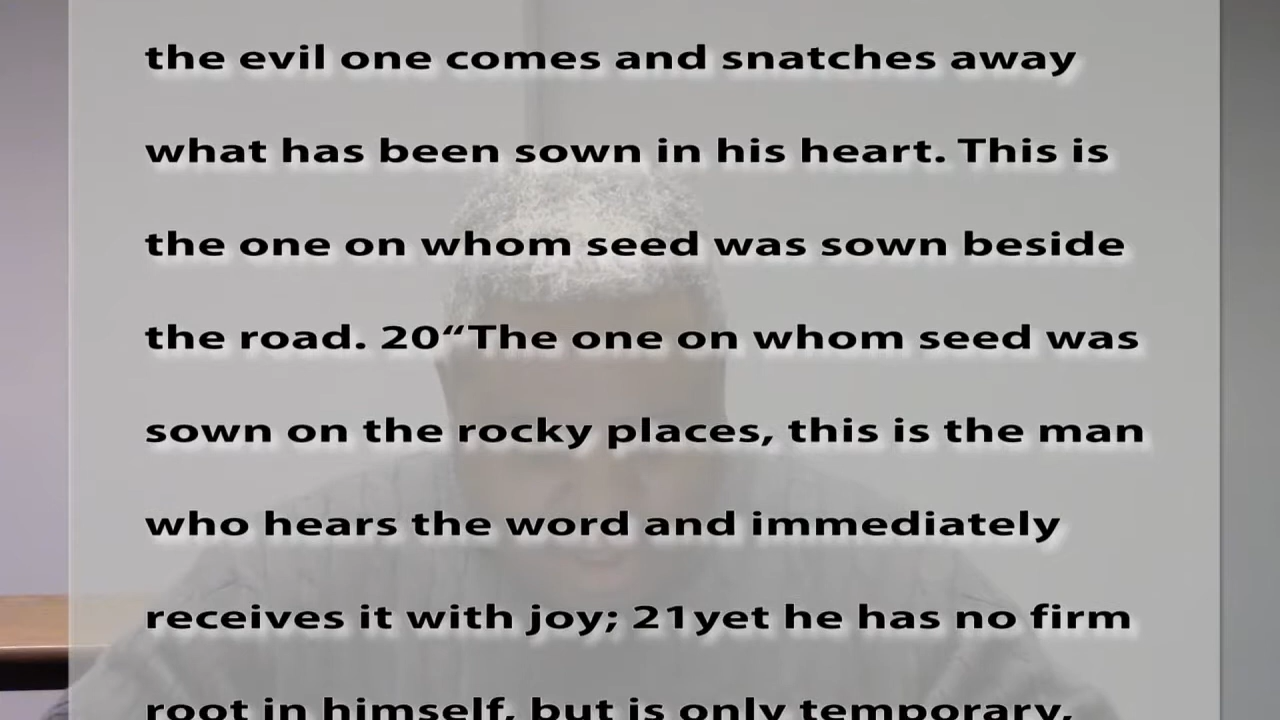 the evil one comes and snatches away
what has been sown in his heart. This is
the one on whom seed was sown beside
the road. 20“The one on whom seed was
sown on the rocky places, this is the man
who hears the word and immediately
receives it with joy; 21yet he has no firm
root in himself, but is only temporary,